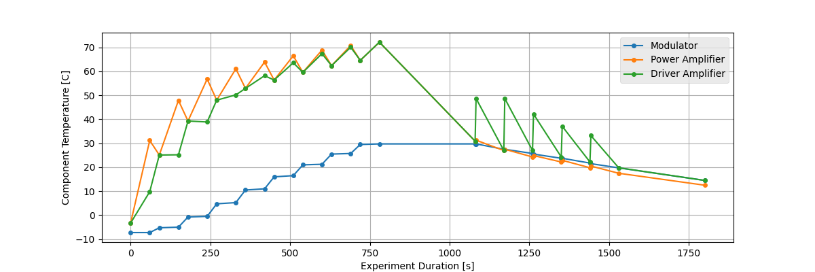 Modulator
Power Amplifier
Driver Amplifier
Component Temperature [C]
70
60
50
40
30
20
10
0
−10
0 250 500 750 1000 1250 1500 1750
Experiment Duration [s]